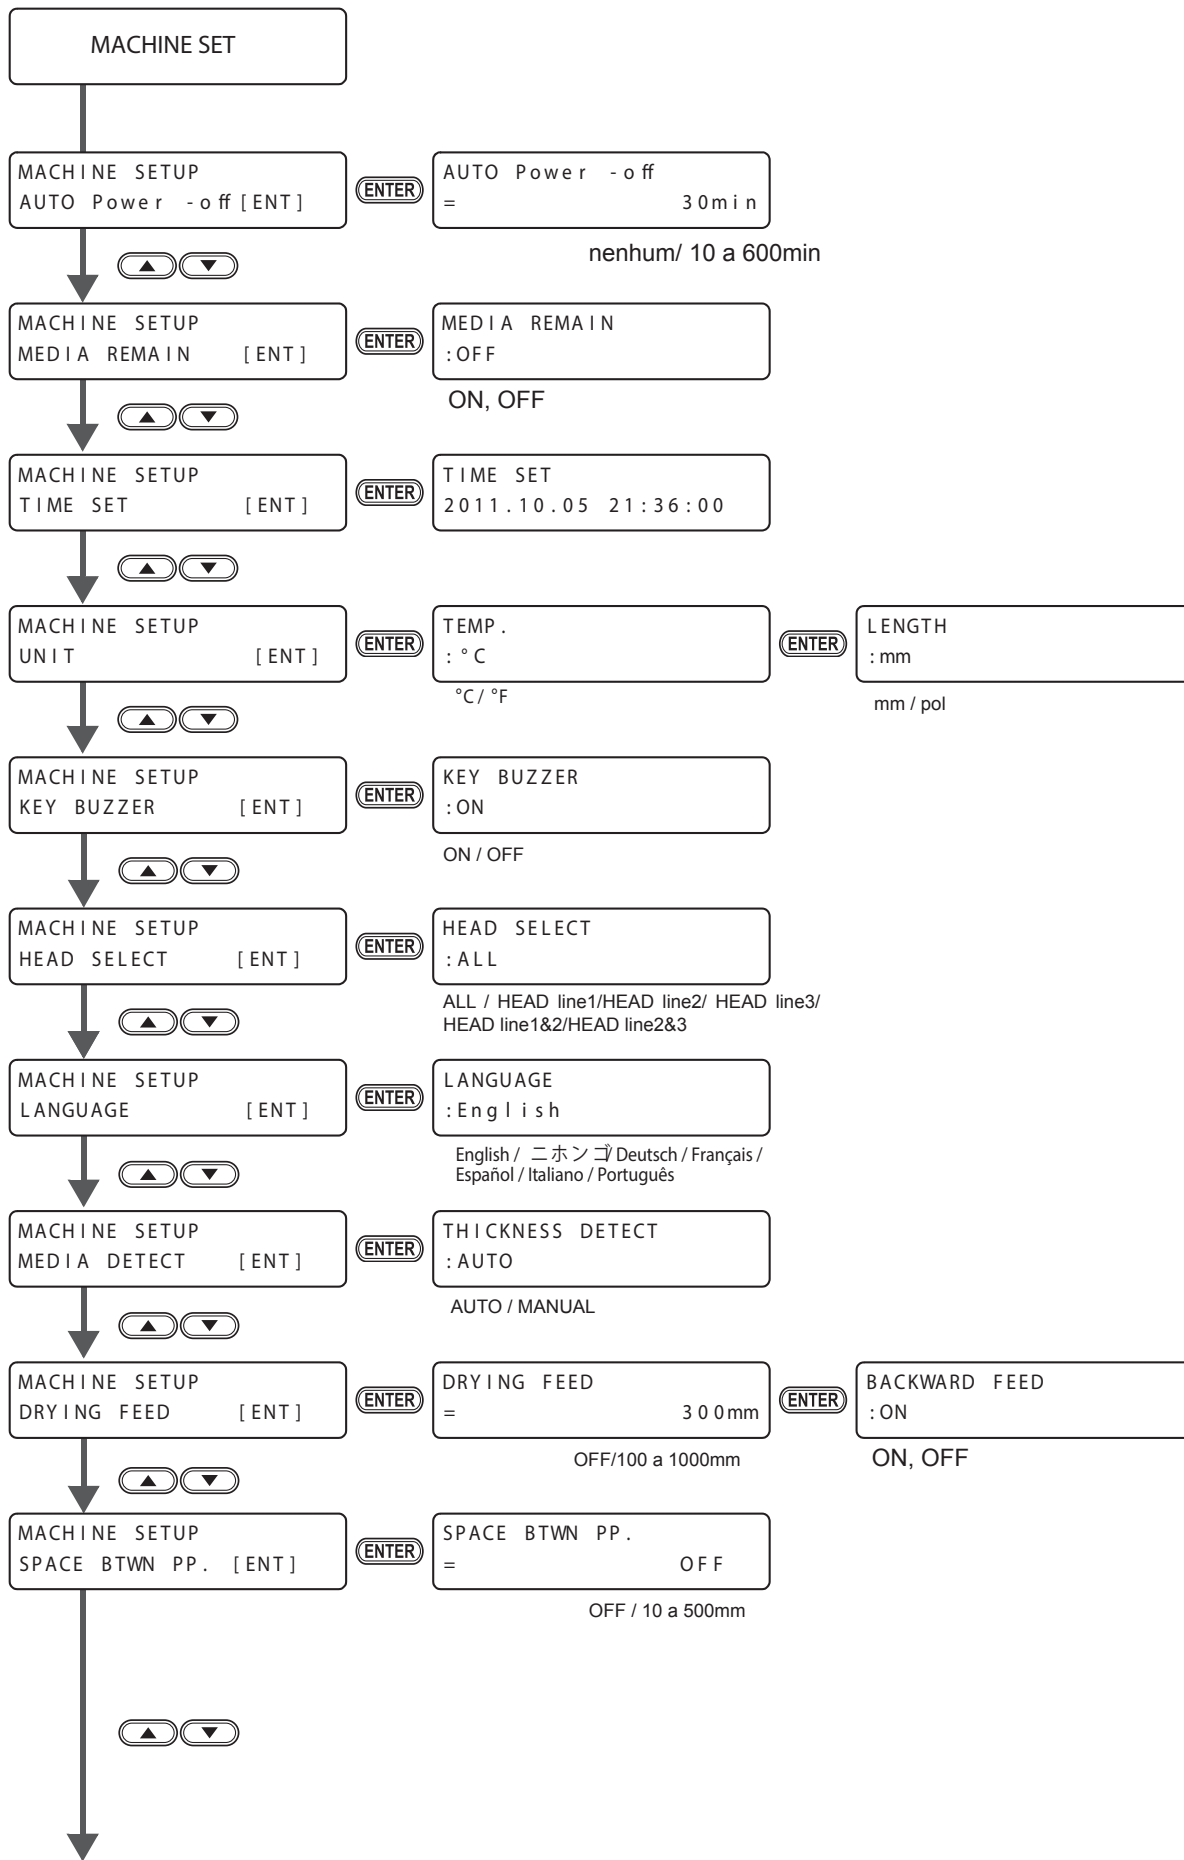 MACHINE SET
MACHINE SETUP
AUTO Power -off[ENT]
ENTER
AUTO Power -off
= 30min
nenhum/ 10 a 600min
MACHINE SETUP
MEDIA REMAIN [ENT]
ENTER
MEDIA REMAIN
:OFF
ON, OFF
MACHINE SETUP
TIME SET [ENT]
ENTER
TIME SET
2011.10.05 21:36:00
MACHINE SETUP
UNIT [ENT]
ENTER
TEMP.
:°C
°C/ °F
ENTER
LENGTH
:mm
mm / pol
MACHINE SETUP
KEY BUZZER [ENT]
ENTER
KEY BUZZER
:ON
ON / OFF
MACHINE SETUP
HEAD SELECT [ENT]
ENTER
HEAD SELECT
:ALL
ALL / HEAD line1/HEAD line2/ HEAD line3/
HEAD line1&2/HEAD line2&3
MACHINE SETUP
LANGUAGE [ENT]
ENTER
LANGUAGE
:English
English / ニホンゴ/ Deutsch / Français /
Español / Italiano / Português
MACHINE SETUP
MEDIA DETECT [ENT]
ENTER
THICKNESS DETECT
:AUTO
AUTO / MANUAL
MACHINE SETUP
DRYING FEED [ENT]
ENTER
DRYING FEED
= 300mm
OFF/100 a 1000mm
ENTER
BACKWARD FEED
:ON
ON, OFF
MACHINE SETUP
SPACE BTWN PP. [ENT]
ENTER
SPACE BTWN PP.
= OFF
OFF / 10 a 500mm